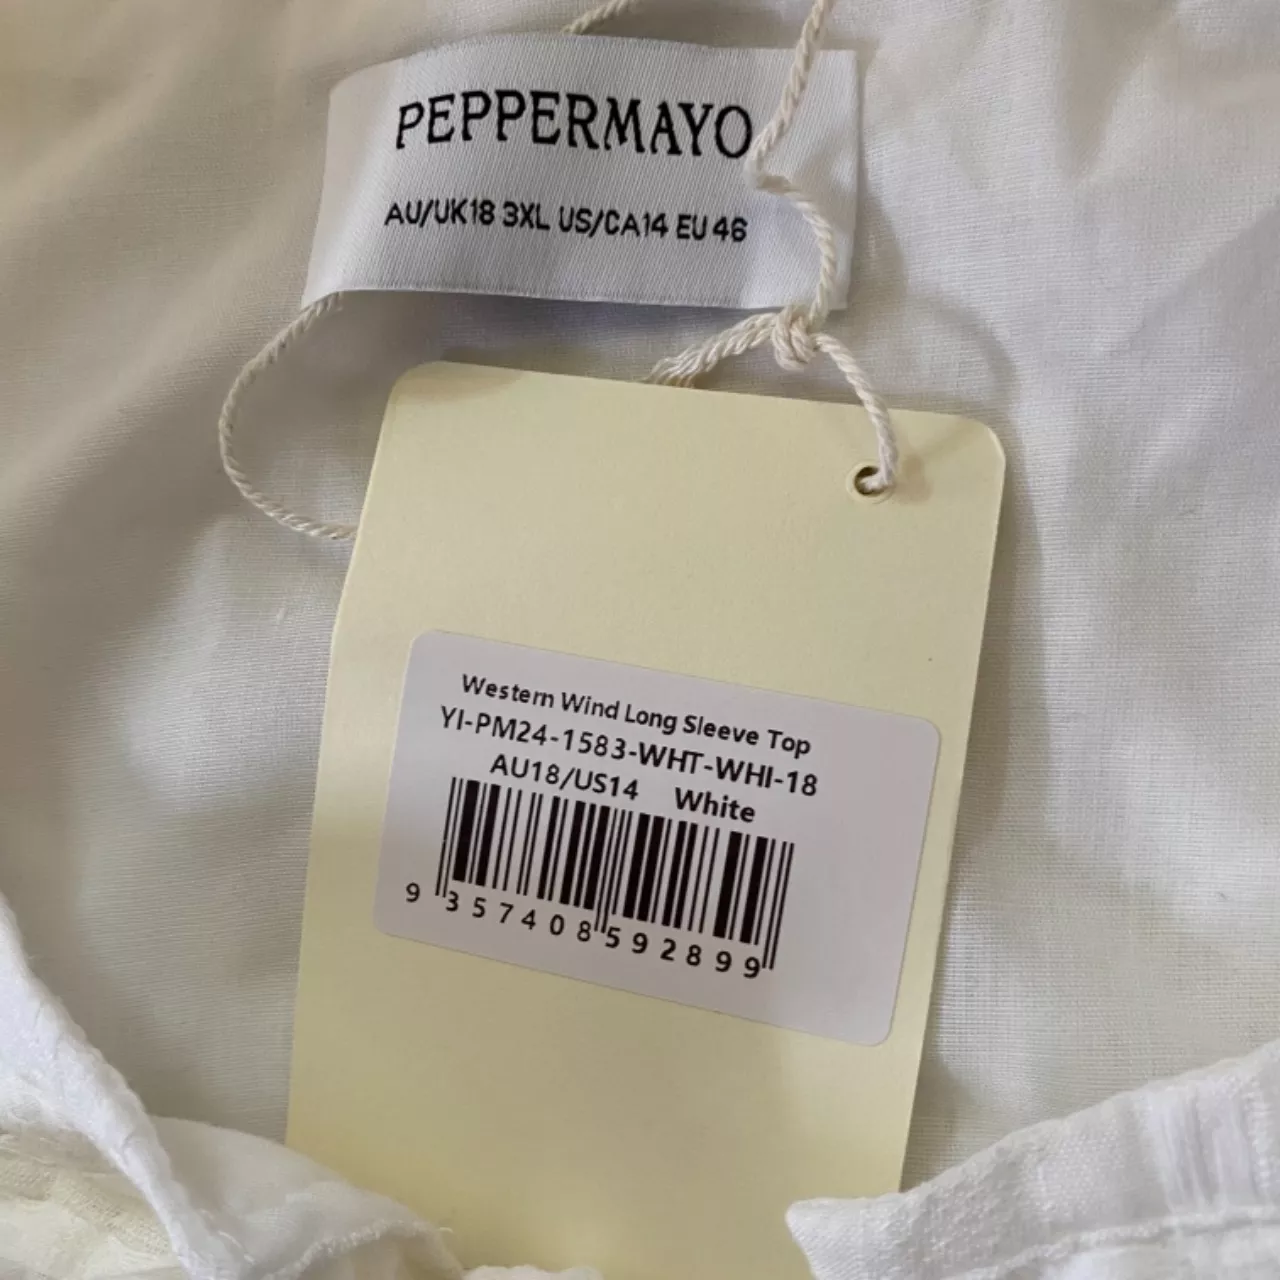 PEPPERMAYO
AU/UK18 3XL US/CA14 EU 46
Western Wind Long Sleeve Top
YI-PM24-1583-WHT-WHI-18
AU18/US14 White
9 357408 592899